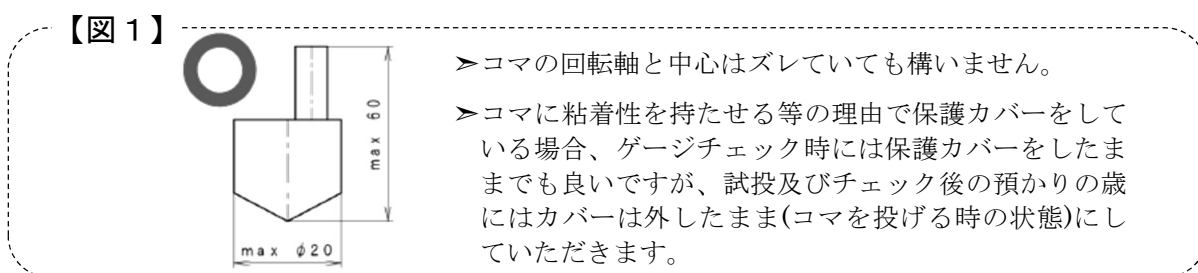 【図1】
➢コマの回転軸と中心はズレていても構いません。
➢コマに粘着性を持たせる等の理由で保護カバーをして
いる場合、ゲージチェック時には保護カバーをしたま
までも良いですが、試投及びチェック後の預かりの歳
にはカバーは外したまま(コマを投げる時の状態)にし
ていただきます。
max 60
max φ20